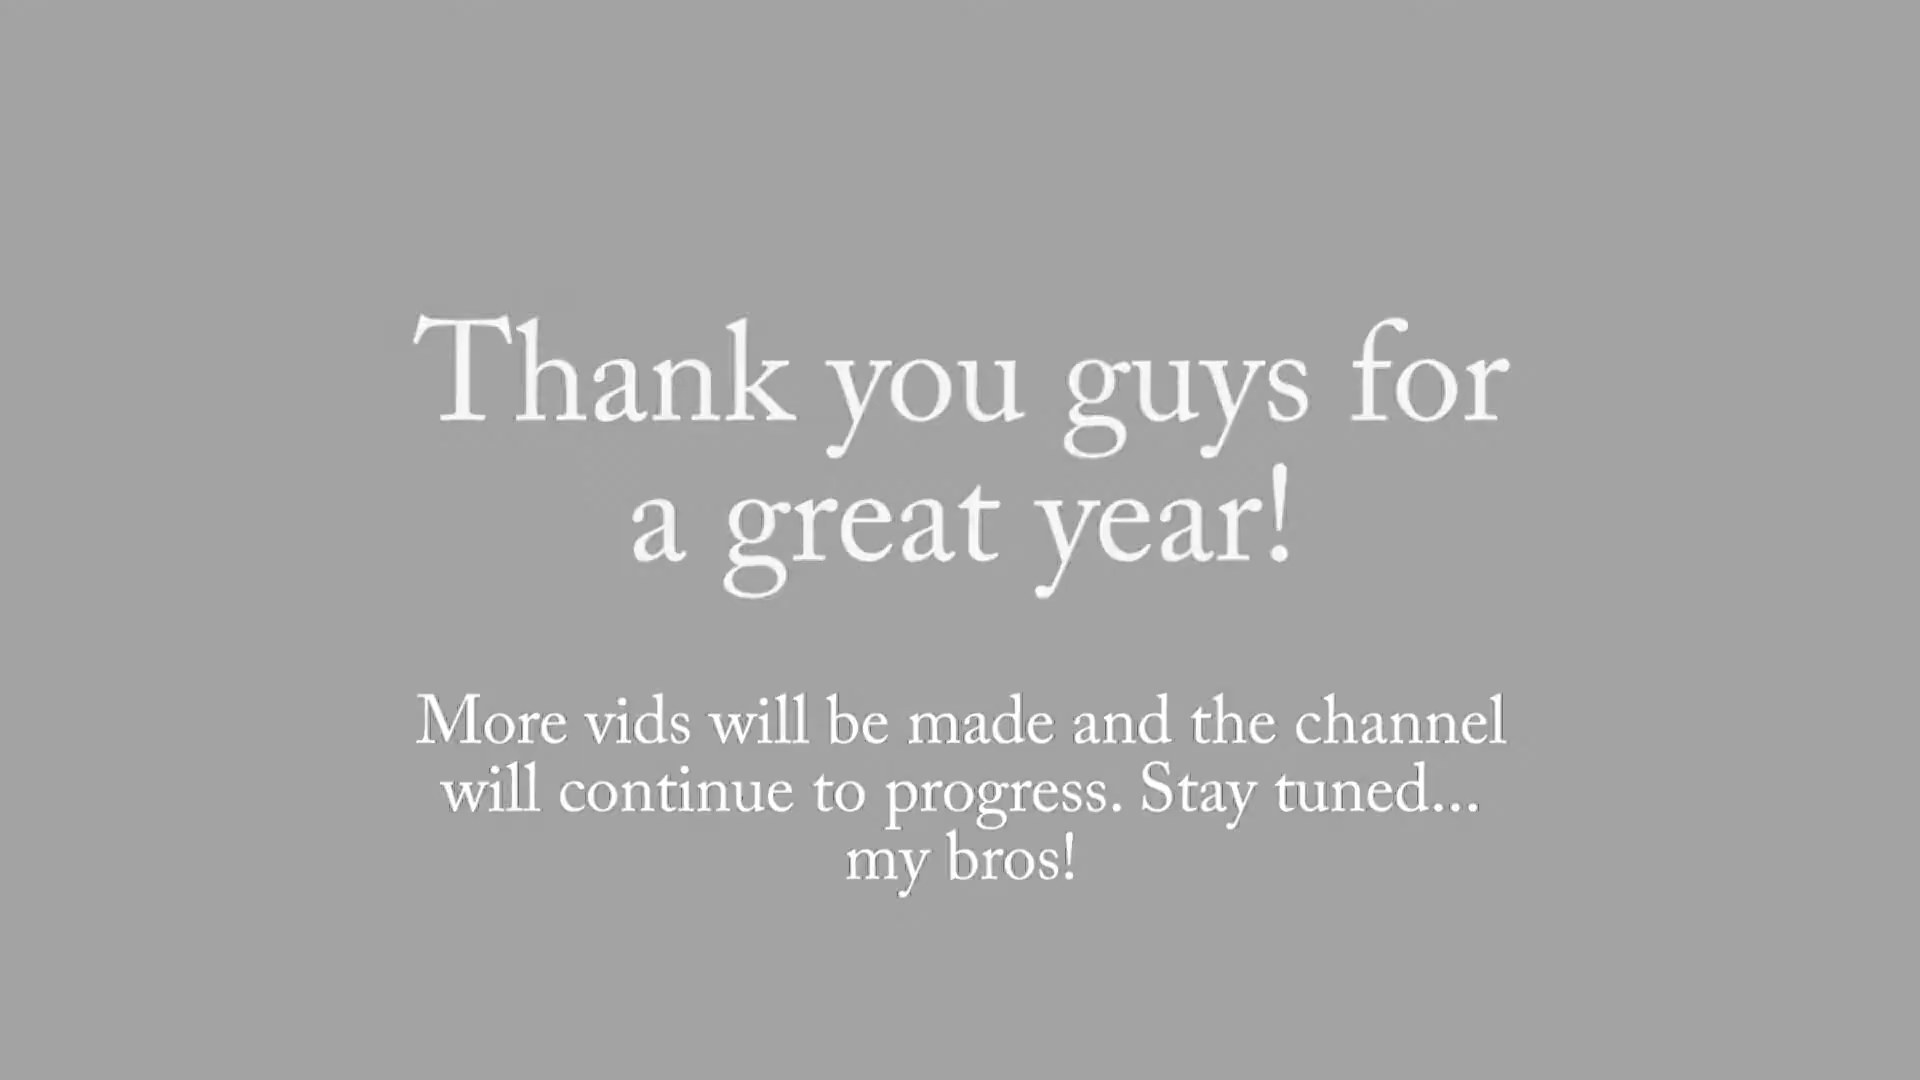 Thank you guys for
a great year!
More vids will be made and the channel
will continue to progress. Stay tuned...
my bros!